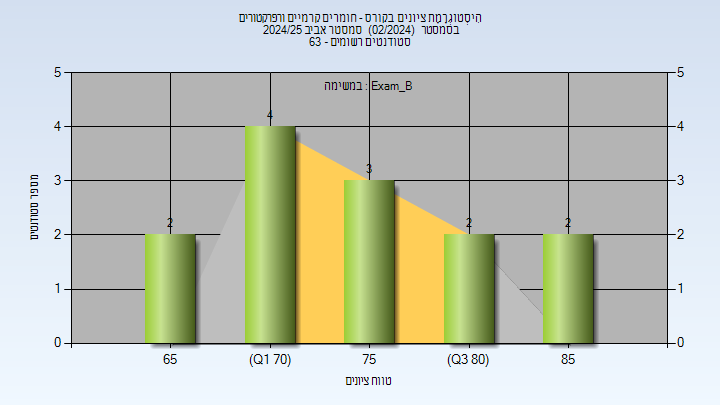 היסטוגרמת ציונים בקורס - חומרים קרמיים ורפרקטורים
בסמסטר (02/2024) סמסטר אביב 2024/25
סטודנטים רשומים - 63
במשימה : Exam_B
5
4
3
2
1
0
מספר סטודנטים
5
4
3
2
1
0
2
4
3
2
2
65
(Q1 70)
75
(Q3 80)
85
טווח ציונים